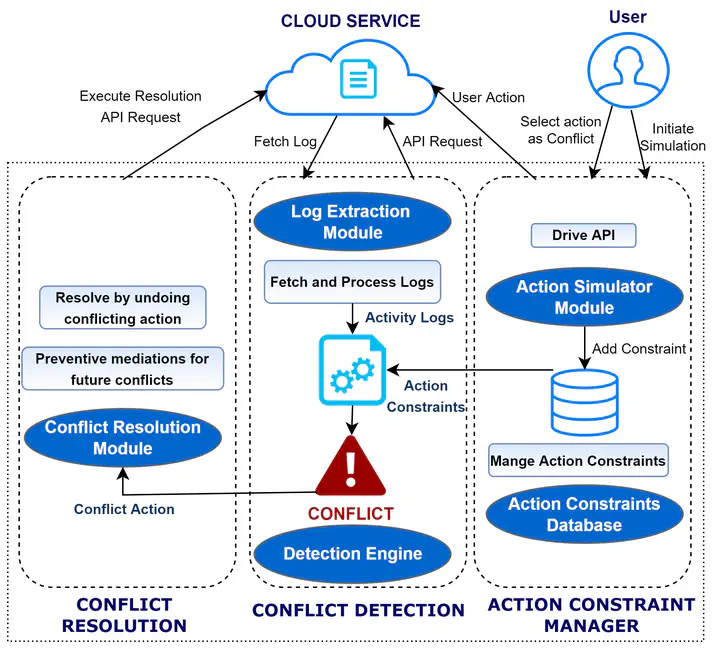 CLOUD SERVICE
User
Execute Resolution
API Request
Fetch Log
API Request
User Action
Select action
as Conflict
Initiate
Simulation
Resolve by undoing
conflicting action
Preventive mediations for
future conflicts
Conflict Resolution
Module
Conflict Action
CONFLICT
RESOLUTION
Log Extraction
Module
Fetch and Process Logs
Activity Logs
Action
Constraints
CONFLICT
Detection Engine
CONFLICT DETECTION
Drive API
Action Simulator
Module
Add Constraint
Mange Action Constraints
Action Constraints
Database
ACTION CONSTRAINT
MANAGER